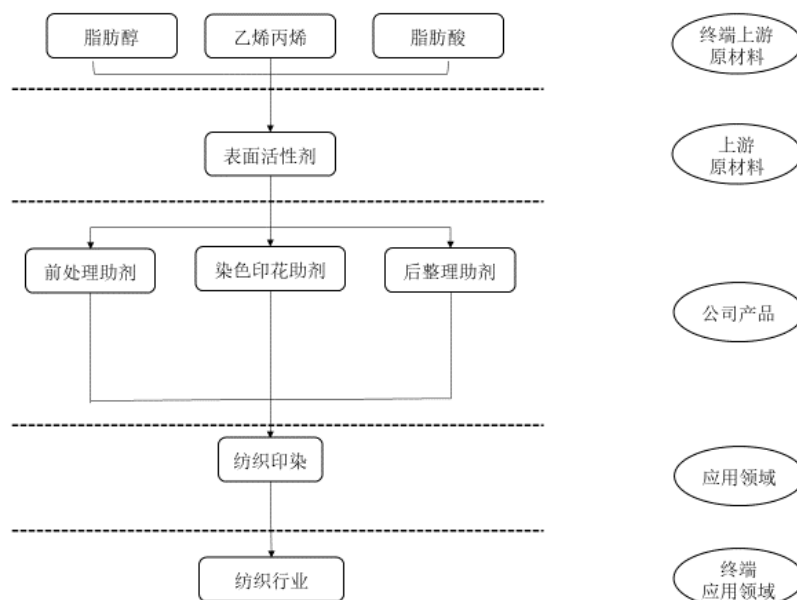 脂肪醇
乙烯丙烯
脂肪酸
终端上游
原材料
表面活性剂
上游
原材料
前处理助剂
染色印花助剂
后整理助剂
公司产品
纺织印染
应用领域
纺织行业
终端
应用领域